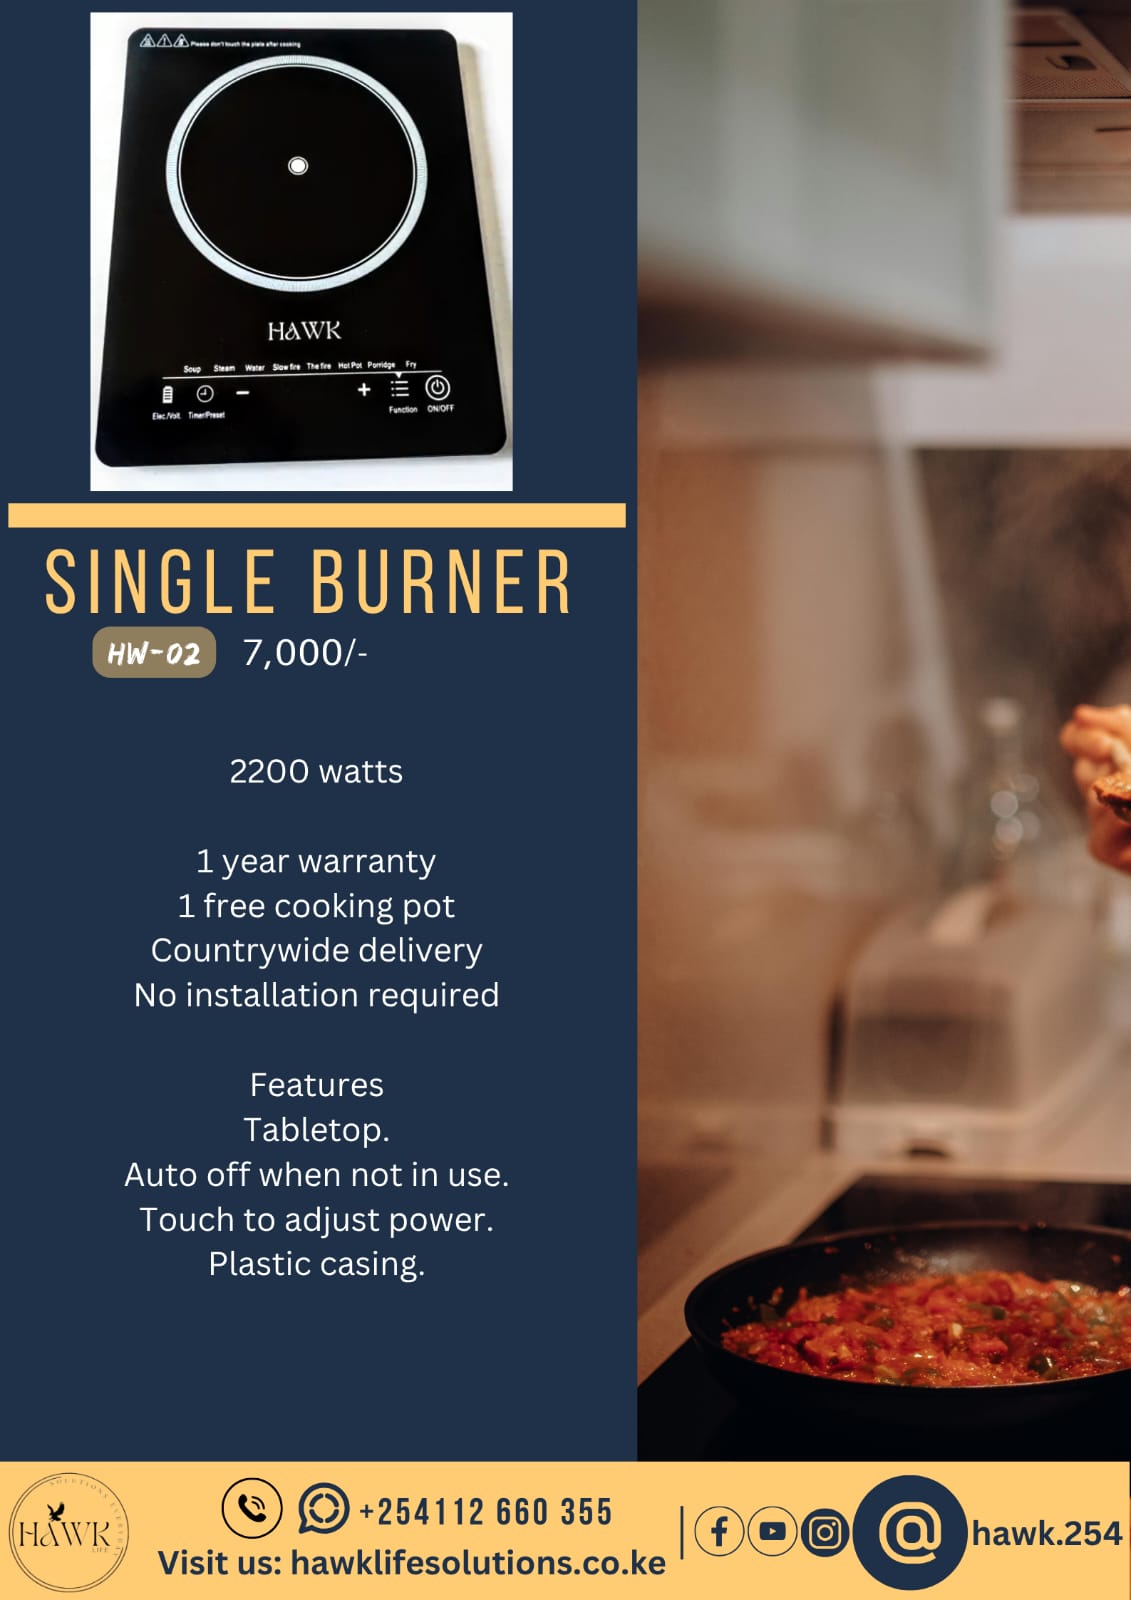 Please don't touch the plate after cooking
HAWK
Soup Steam Water Slow fire The fire Hot Pot Porridge Fry
Elec./Volt. Timer/Preset Function ON/OFF
SINGLE BURNER
HW-02 7,000/-
2200 watts
1 year warranty
1 free cooking pot
Countrywide delivery
No installation required
Features
Tabletop.
Auto off when not in use.
Touch to adjust power.
Plastic casing.
SOLUTIONS EVERYDAY
HAWK
LIFE
+254112 660 355
Visit us: hawklifesolutions.co.ke
@ hawk.254